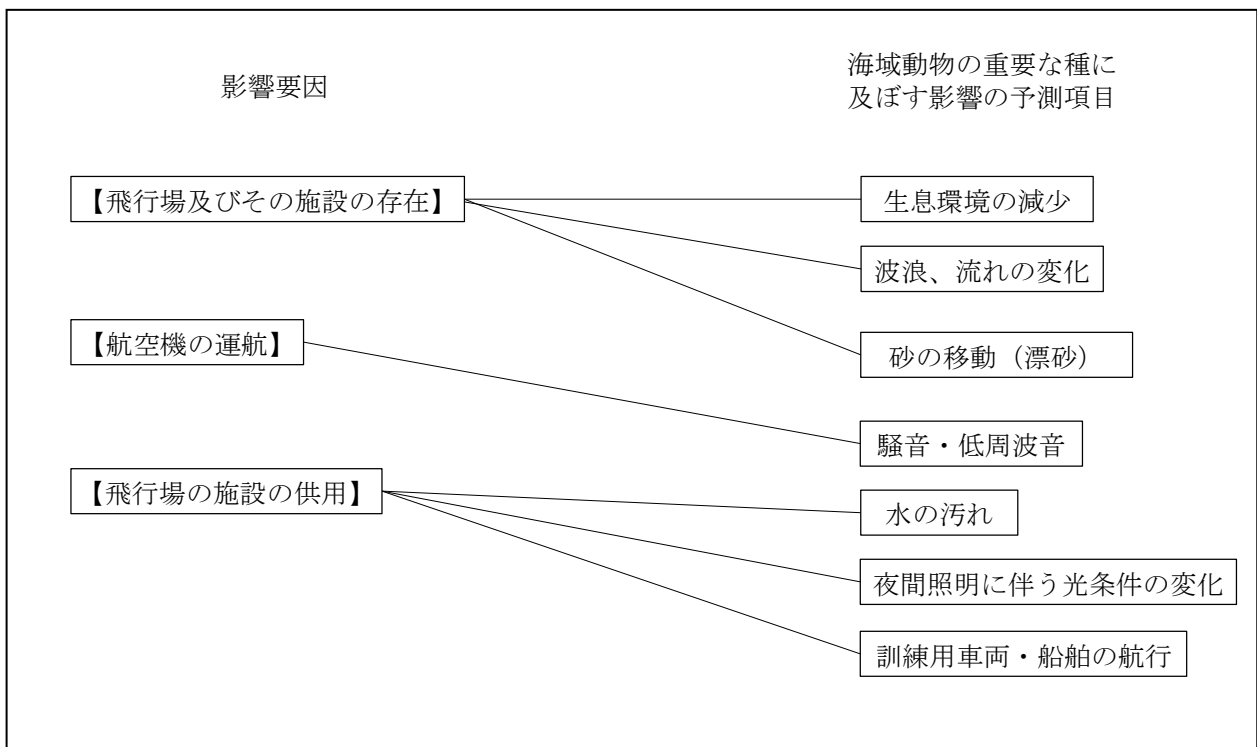 影響要因
海域動物の重要な種に
及ぼす影響の予測項目
【飛行場及びその施設の存在】
生息環境の減少
波浪、流れの変化
【航空機の運航】
砂の移動（漂砂）
騒音・低周波音
【飛行場の施設の供用】
水の汚れ
夜間照明に伴う光条件の変化
訓練用車両・船舶の航行